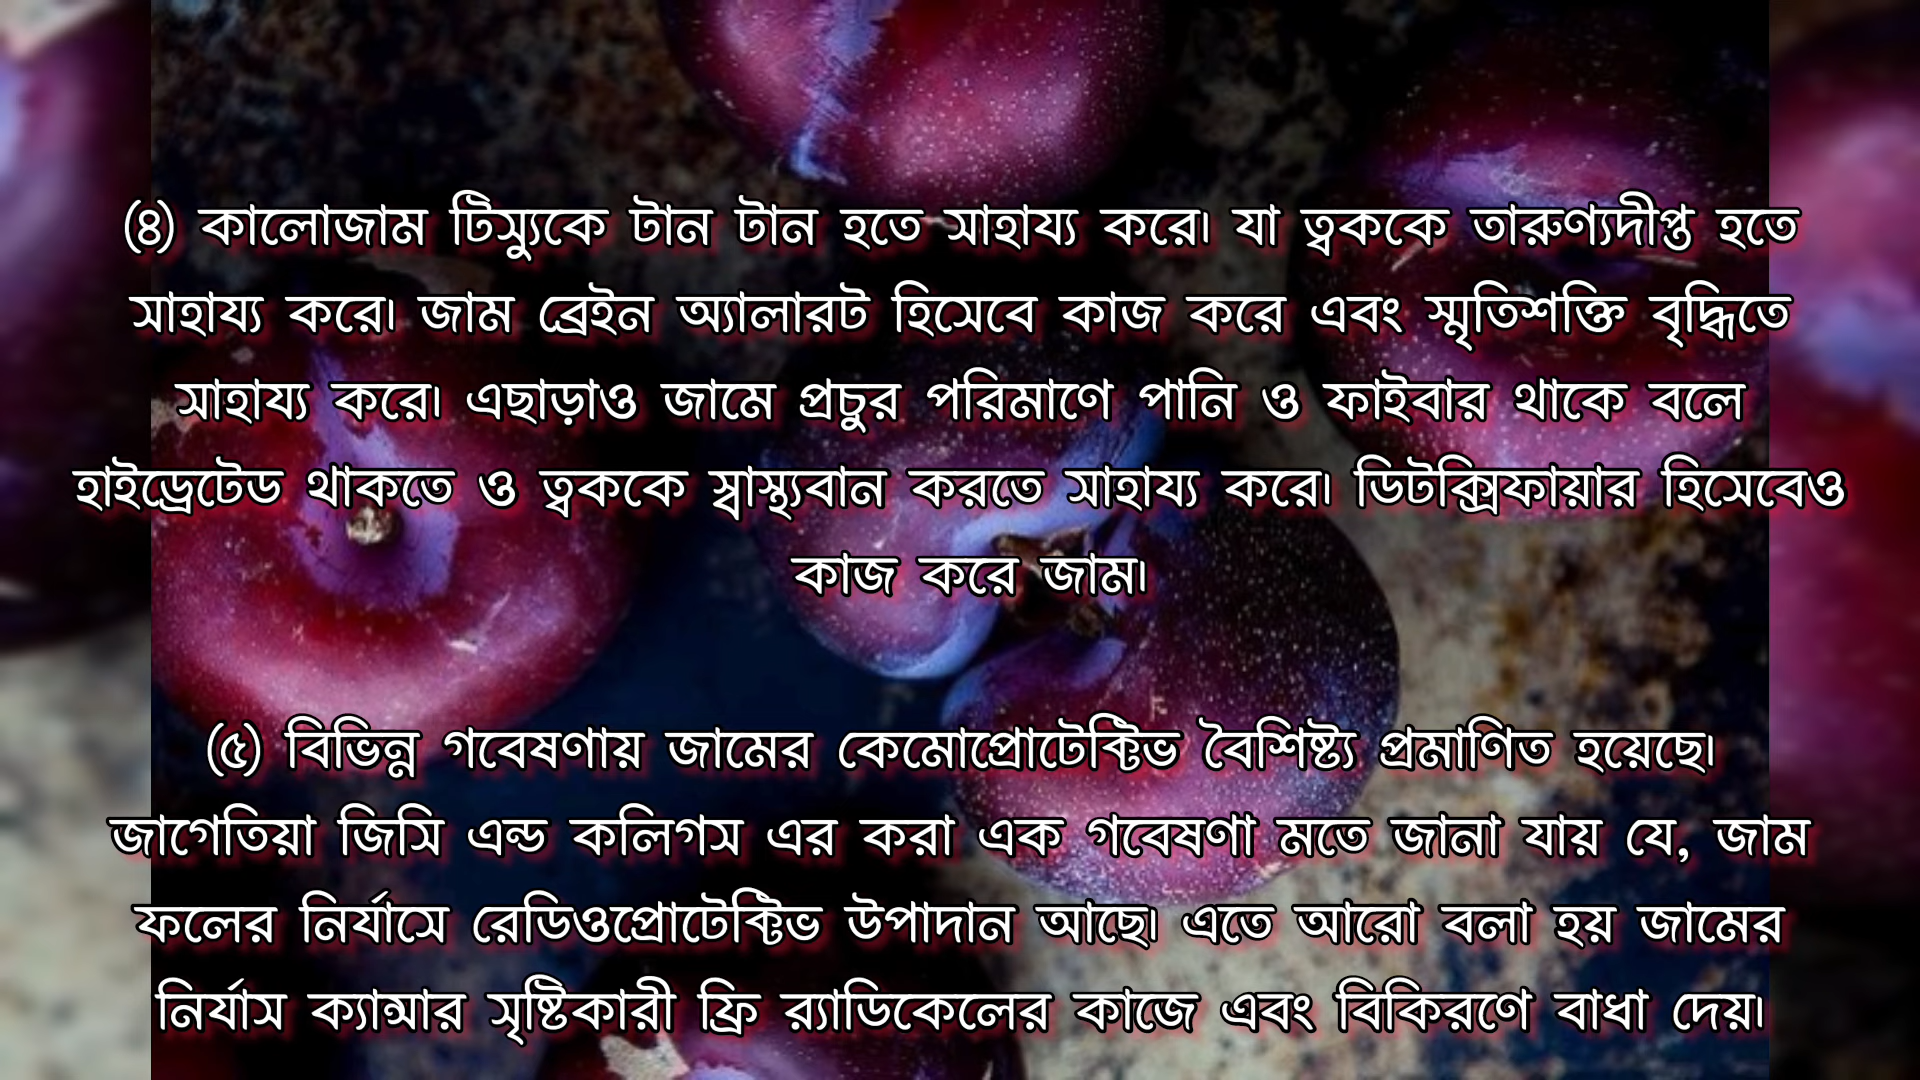 (৪) কালোজাম টিস্যুকে টান টান হতে সাহায্য করে৷ যা ত্বককে তারুণ্যদীপ্ত হতে
সাহায্য করে৷ জাম ব্রেইন অ্যালারট হিসেবে কাজ করে এবং স্মৃতিশক্তি বৃদ্ধিতে
সাহায্য করে৷ এছাড়াও জামে প্রচুর পরিমাণে পানি ও ফাইবার থাকে বলে
হাইড্রেটেড থাকতে ও ত্বককে স্বাস্থ্যবান করতে সাহায্য করে৷ ডিটক্সিফায়ার হিসেবেও
কাজ করে জাম৷
(৫) বিভিন্ন গবেষণায় জামের কেমোপ্রোটেক্টিভ বৈশিষ্ট্য প্রমাণিত হয়েছে৷
জাগেতিয়া জিসি এন্ড কলিগস এর করা এক গবেষণা মতে জানা যায় যে, জাম
ফলের নির্যাসে রেডিওপ্রোটেক্টিভ উপাদান আছে৷ এতে আরো বলা হয় জামের
নির্যাস ক্যান্সার সৃষ্টিকারী ফ্রি র‍্যাডিকেলের কাজে এবং বিকিরণে বাধা দেয়৷